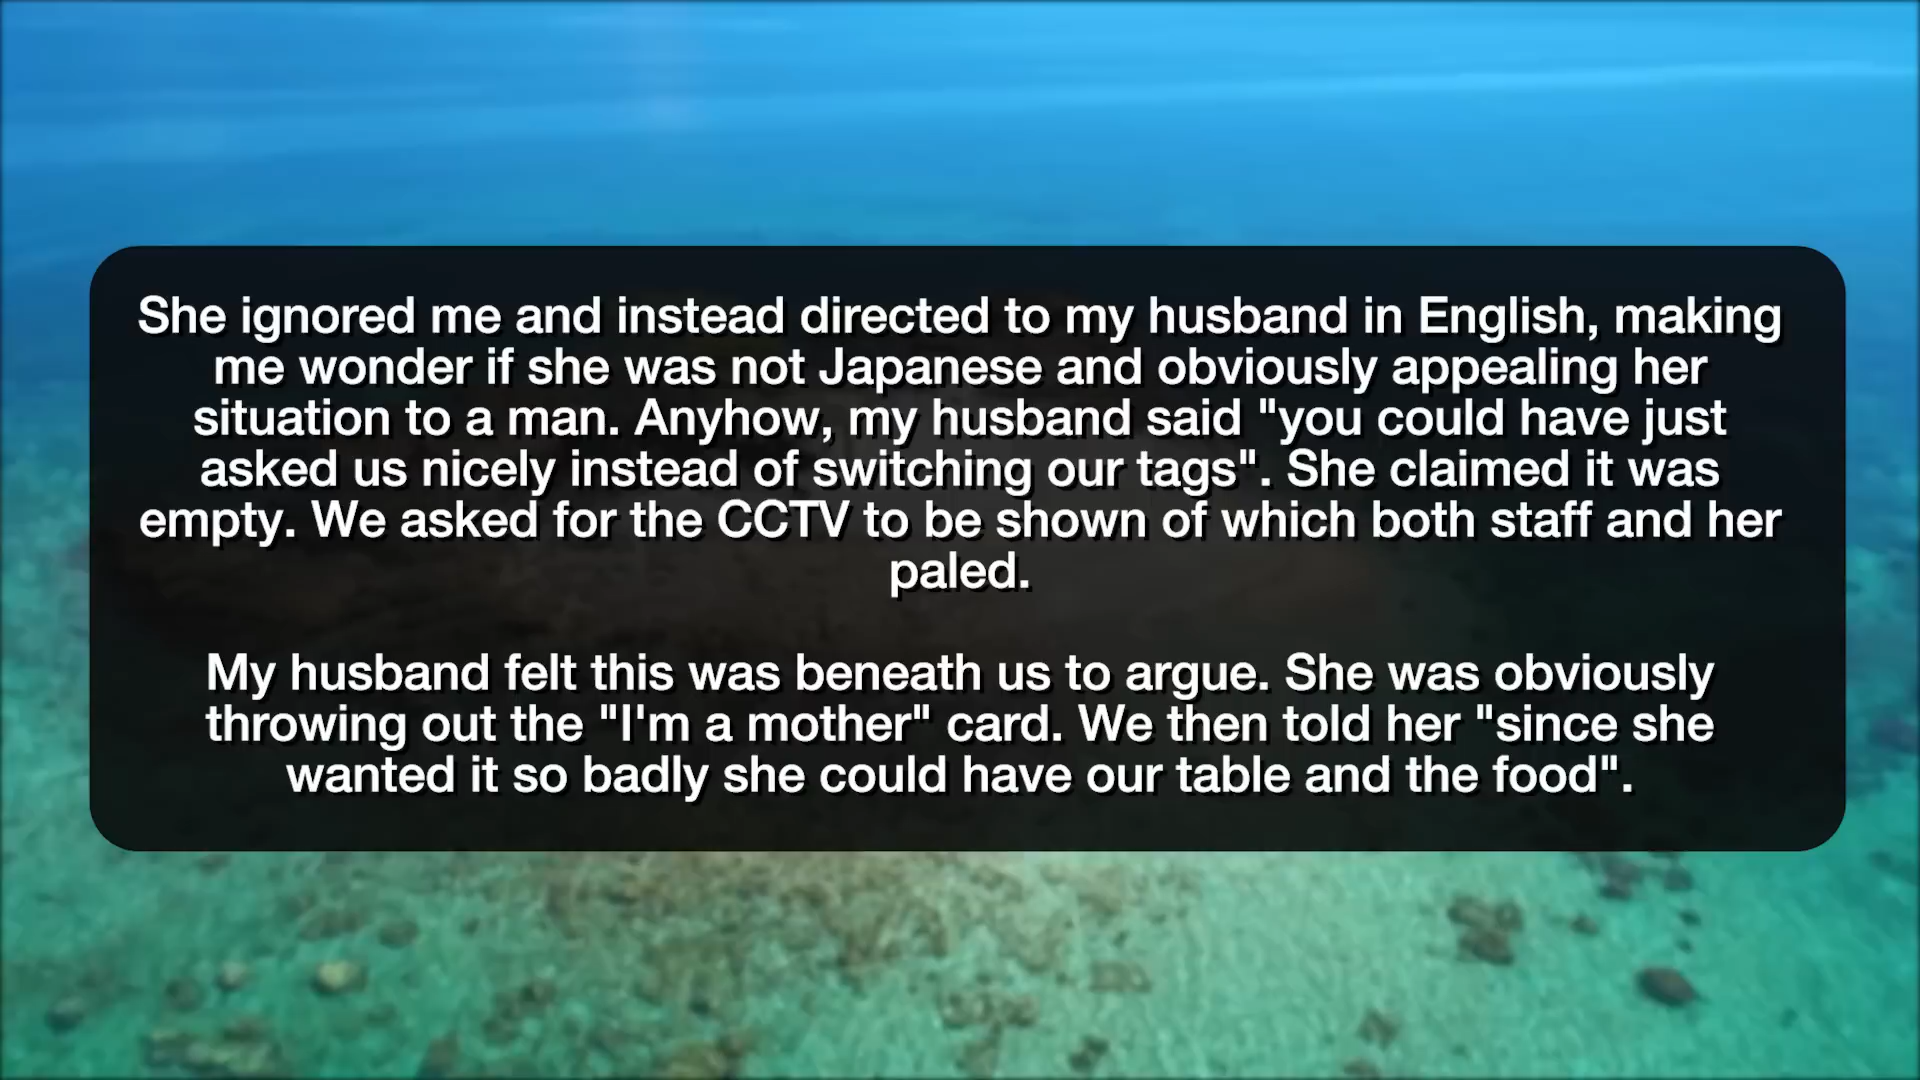 She ignored me and instead directed to my husband in English, making
me wonder if she was not Japanese and obviously appealing her
situation to a man. Anyhow, my husband said "you could have just
asked us nicely instead of switching our tags". She claimed it was
empty. We asked for the CCTV to be shown of which both staff and her
paled.
My husband felt this was beneath us to argue. She was obviously
throwing out the "I'm a mother" card. We then told her "since she
wanted it so badly she could have our table and the food".